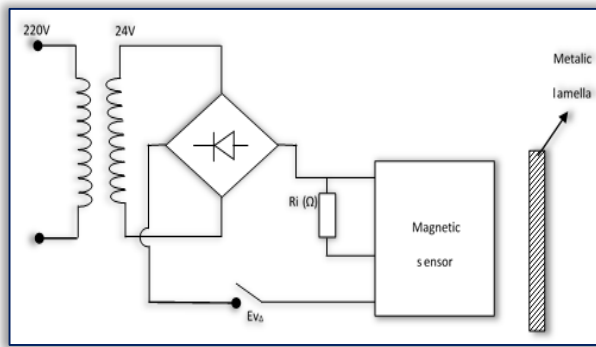 220V
24V
Metalic
lamella
Ri (Ω)
Magnetic
sensor
Ev△